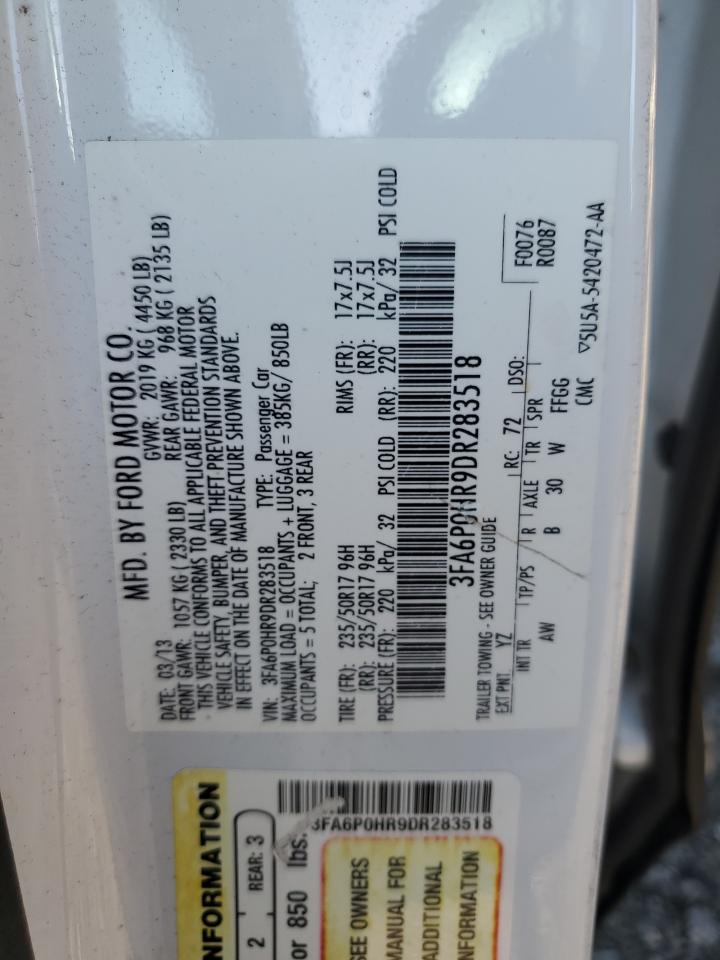 MFD. BY FORD MOTOR CO.
DATE: 03/13 GVWR: 2019 KG ( 4450 LB)
FRONT GAWR: 1057 KG ( 2330 LB) REAR GAWR: 968 KG ( 2135 LB)
THIS VEHICLE CONFORMS TO ALL APPLICABLE FEDERAL MOTOR
VEHICLE SAFETY, BUMPER, AND THEFT PREVENTION STANDARDS
IN EFFECT ON THE DATE OF MANUFACTURE SHOWN ABOVE.
VIN: 3FA6P0HR9DR283518 TYPE: Passenger Car
MAXIMUM LOAD = OCCUPANTS + LUGGAGE = 385KG/ 850LB
OCCUPANTS = 5 TOTAL; 2 FRONT, 3 REAR
TIRE (FR): 235/50R17 96H RIMS (FR): 17x7.5J
(RR): 235/50R17 96H (RR): 17x7.5J
PRESSURE (FR): 220 kPa/ 32 PSI COLD (RR): 220 kPa/ 32 PSI COLD
3FA6P0HR9DR283518
TRAILER TOWING - SEE OWNER GUIDE
EXT PNT: YZ RC: 72 DSO: F0076
R0087
INT TR TP/PS R AXLE TR SPR
AW B 30 W FFGG
CMC ▽5U5A-5420472-AA
NFORMATION
2 REAR: 3
or 850 lbs.
3FA6P0HR9DR283518
SEE OWNERS
MANUAL FOR
ADDITIONAL
NFORMATION